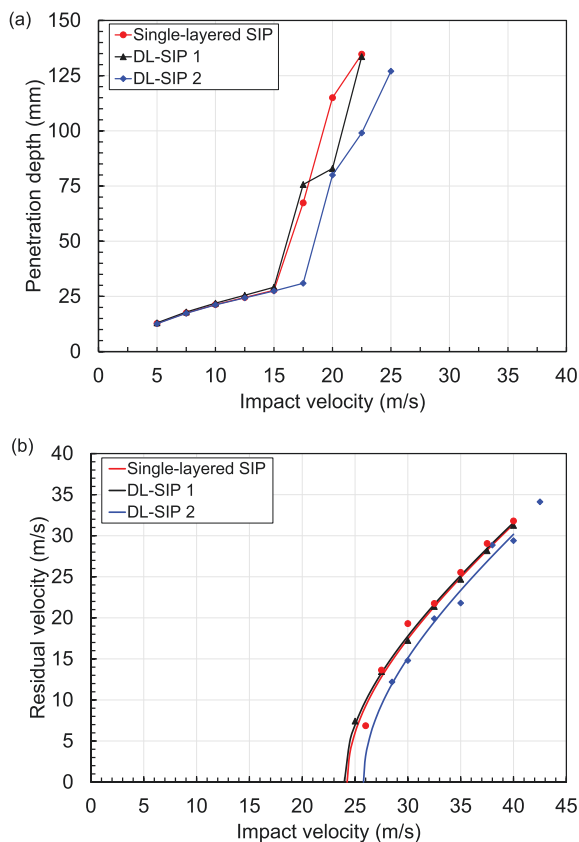 (a)
150
125
100
75
50
25
0
Penetration depth (mm)
Single-layered SIP
DL-SIP 1
DL-SIP 2
0 5 10 15 20 25 30 35 40
Impact velocity (m/s)
(b)
40
35
30
25
20
15
10
5
0
Residual velocity (m/s)
Single-layered SIP
DL-SIP 1
DL-SIP 2
0 5 10 15 20 25 30 35 40 45
Impact velocity (m/s)